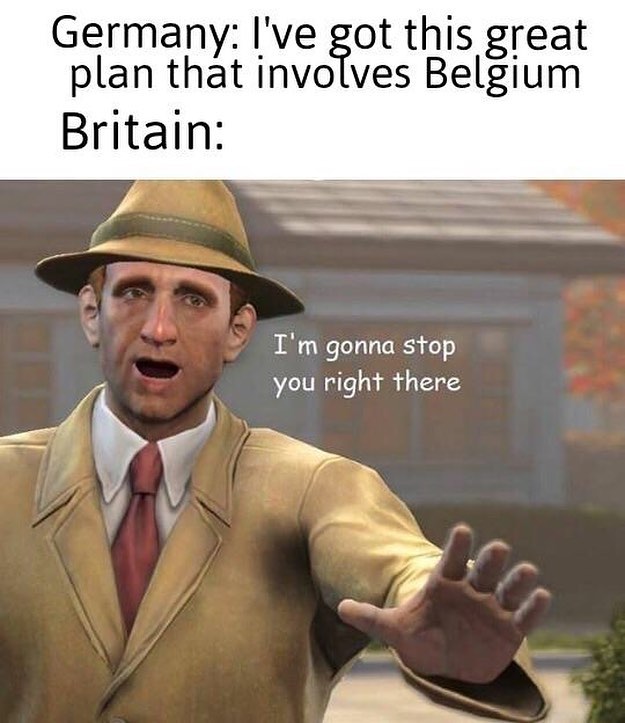 Germany: I've got this great
plan that involves Belgium
Britain:
I'm gonna stop
you right there